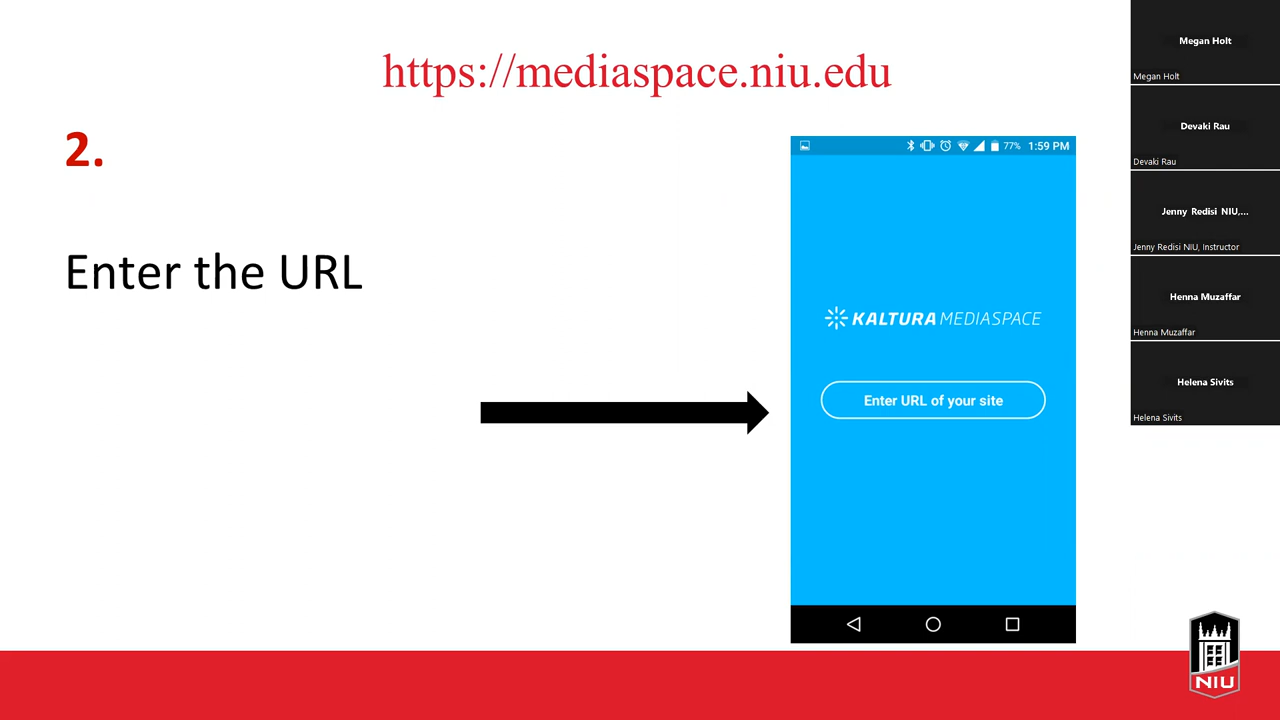 https://mediaspace.niu.edu
2.
Enter the URL
77% 1:59 PM
KALTURA MEDIASPACE
Enter URL of your site
Megan Holt
Megan Holt
Devaki Rau
Devaki Rau
Jenny Redisi NIU,...
Jenny Redisi NIU, Instructor
Henna Muzaffar
Henna Muzaffar
Helena Sivits
Helena Sivits
NIU